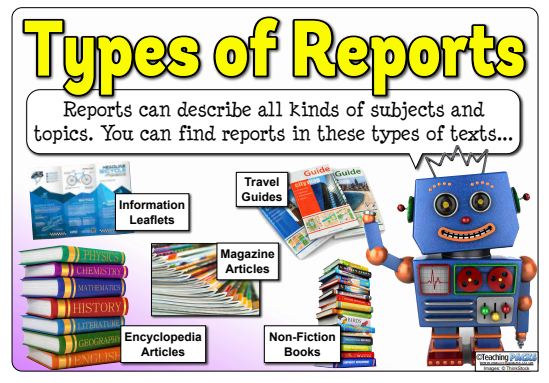 Types of Reports
Reports can describe all kinds of subjects and
topics. You can find reports in these types of texts...
Information
Leaflets
Travel
Guides
Guide
Guide
Magazine
Articles
PHYSICS
CHEMISTRY
MATHEMATICS
HISTORY
LITERATURE
GEOGRAPHY
ENGLISH
Encyclopedia
Articles
BIRDS
Non-Fiction
Books
©Teaching PACKS
Images: © ThinkStock